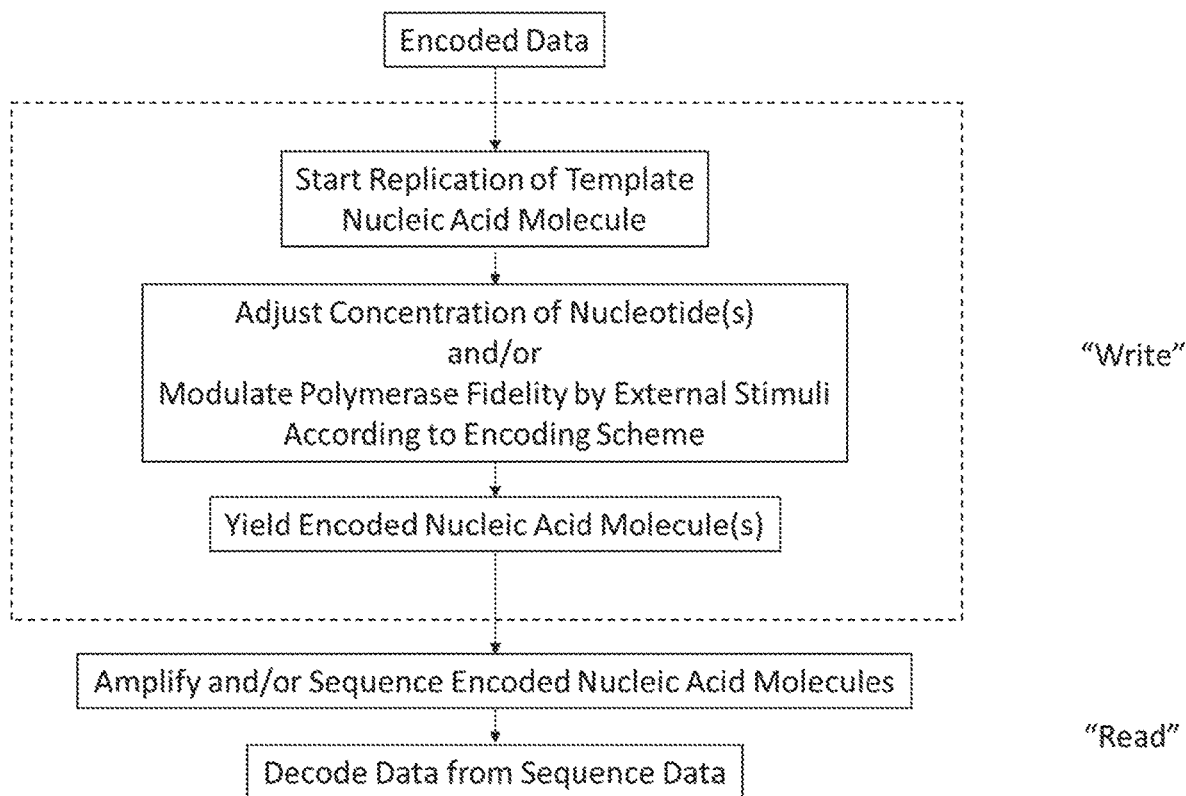 Encoded Data
Start Replication of Template
Nucleic Acid Molecule
Adjust Concentration of Nucleotide(s)
and/or
Modulate Polymerase Fidelity by External Stimuli
According to Encoding Scheme
“Write”
Yield Encoded Nucleic Acid Molecule(s)
Amplify and/or Sequence Encoded Nucleic Acid Molecules
“Read”
Decode Data from Sequence Data